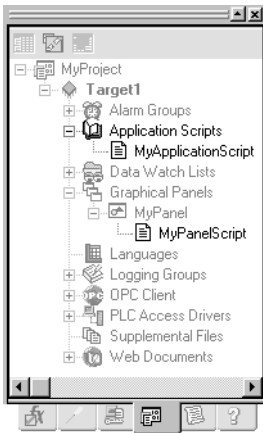 MyProject
Target1
Alarm Groups
Application Scripts
MyApplicationScript
Data Watch Lists
Graphical Panels
MyPanel
MyPanelScript
Languages
Logging Groups
OPC Client
PLC Access Drivers
Supplemental Files
Web Documents